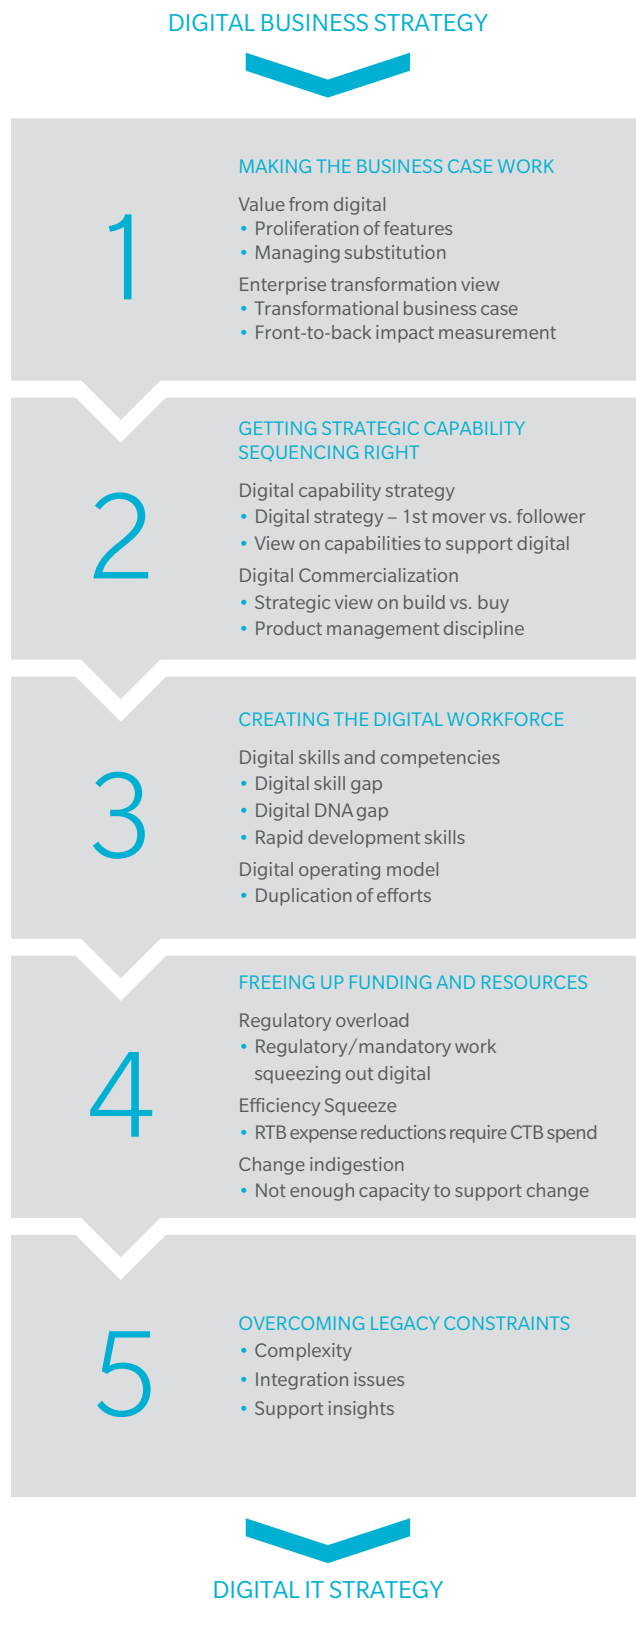 DIGITAL BUSINESS STRATEGY
1
MAKING THE BUSINESS CASE WORK
Value from digital
• Proliferation of features
• Managing substitution
Enterprise transformation view
• Transformational business case
• Front-to-back impact measurement
2
GETTING STRATEGIC CAPABILITY
SEQUENCING RIGHT
Digital capability strategy
• Digital strategy – 1st mover vs. follower
• View on capabilities to support digital
Digital Commercialization
• Strategic view on build vs. buy
• Product management discipline
3
CREATING THE DIGITAL WORKFORCE
Digital skills and competencies
• Digital skill gap
• Digital DNA gap
• Rapid development skills
Digital operating model
• Duplication of efforts
4
FREEING UP FUNDING AND RESOURCES
Regulatory overload
• Regulatory/mandatory work
squeezing out digital
Efficiency Squeeze
• RTB expense reductions require CTB spend
Change indigestion
• Not enough capacity to support change
5
OVERCOMING LEGACY CONSTRAINTS
• Complexity
• Integration issues
• Support insights
DIGITAL IT STRATEGY